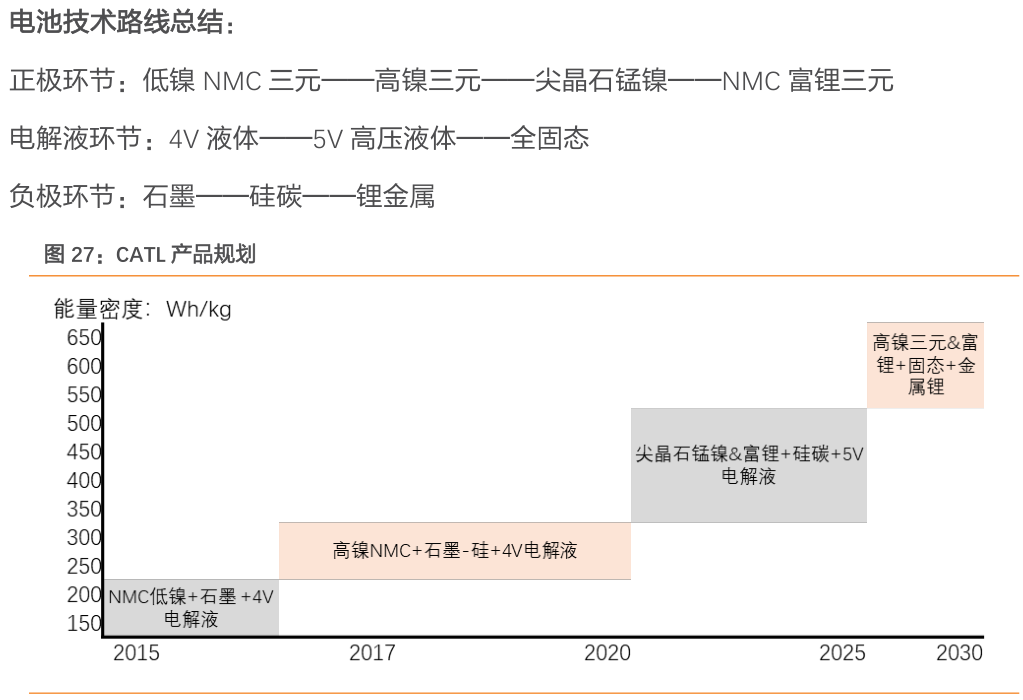 电池技术路线总结：
正极环节：低镍 NMC 三元——高镍三元——尖晶石锰镍——NMC 富锂三元
电解液环节：4V 液体——5V 高压液体——全固态
负极环节：石墨——硅碳——锂金属
图 27：CATL 产品规划
能量密度：Wh/kg
650
600
550
500
450
400
350
300
250
200
150
高镍三元&富
锂+固态+金
属锂
尖晶石锰镍&富锂+硅碳+5V
电解液
高镍NMC+石墨-硅+4V电解液
NMC低镍+石墨 +4V
电解液
2015 2017 2020 2025 2030